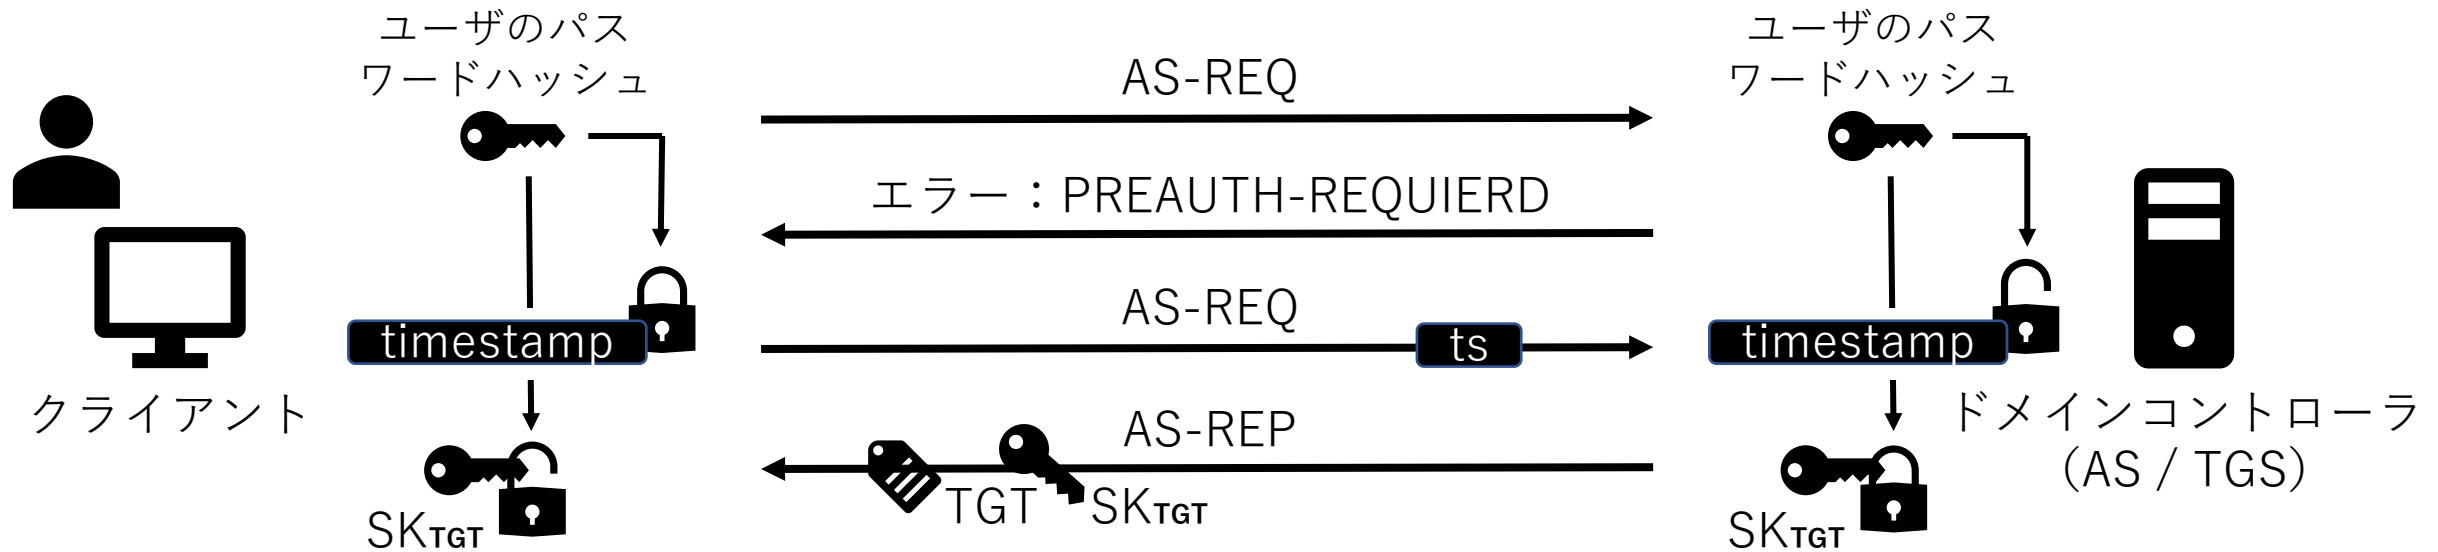 ユーザのパス
ワードハッシュ
timestamp
SKTGT
クライアント
AS-REQ
エラー：PREAUTH-REQUIERD
AS-REQ
ts
AS-REP
TGT
SKTGT
ユーザのパス
ワードハッシュ
timestamp
SKTGT
ドメインコントローラ
（AS / TGS）